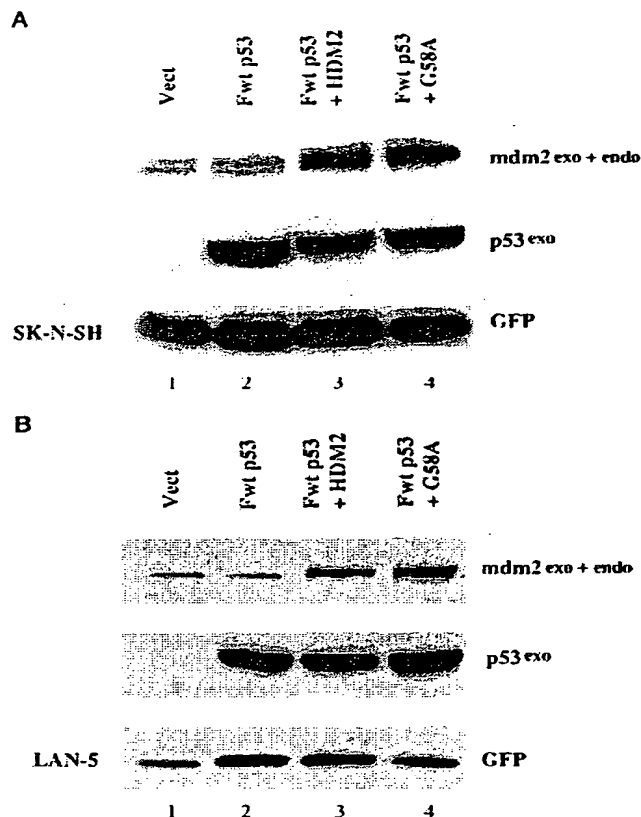 A
Vect
Fwt p53
Fwt p53
+ HDM2
Fwt p53
+ G58A
mdm2 exo + endo
p53 exo
SK-N-SH
GFP
1 2 3 4
B
Vect
Fwt p53
Fwt p53
+ HDM2
Fwt p53
+ G58A
mdm2 exo + endo
p53 exo
LAN-5
GFP
1 2 3 4